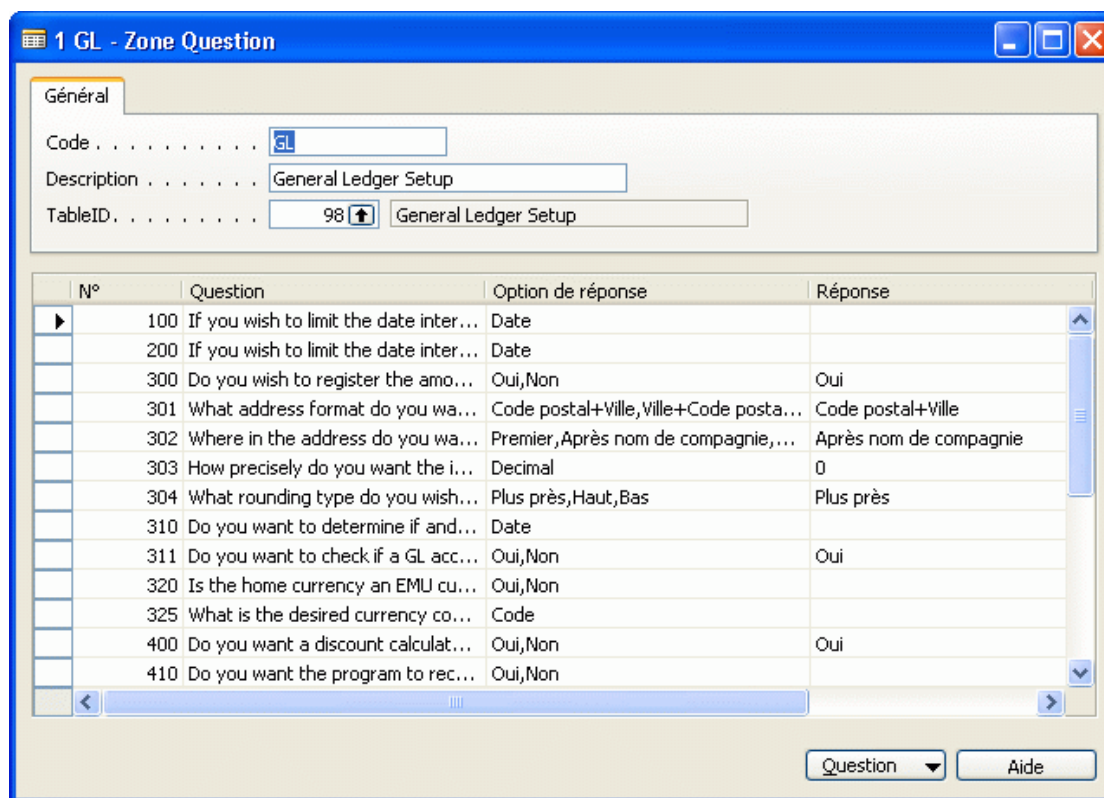 1 GL - Zone Question
Général
Code . . . . . . . . . . GL
Description . . . . . . . General Ledger Setup
TableID. . . . . . . . . 98 General Ledger Setup
N° Question Option de réponse Réponse
100 If you wish to limit the date inter... Date
200 If you wish to limit the date inter... Date
300 Do you wish to register the amo... Oui,Non Oui
301 What address format do you wa... Code postal+Ville,Ville+Code posta... Code postal+Ville
302 Where in the address do you wa... Premier,Après nom de compagnie,... Après nom de compagnie
303 How precisely do you want the i... Decimal 0
304 What rounding type do you wish... Plus près,Haut,Bas Plus près
310 Do you want to determine if and... Date
311 Do you want to check if a GL acc... Oui,Non Oui
320 Is the home currency an EMU cu... Oui,Non
325 What is the desired currency co... Code
400 Do you want a discount calculat... Oui,Non Oui
410 Do you want the program to rec... Oui,Non
Question Aide